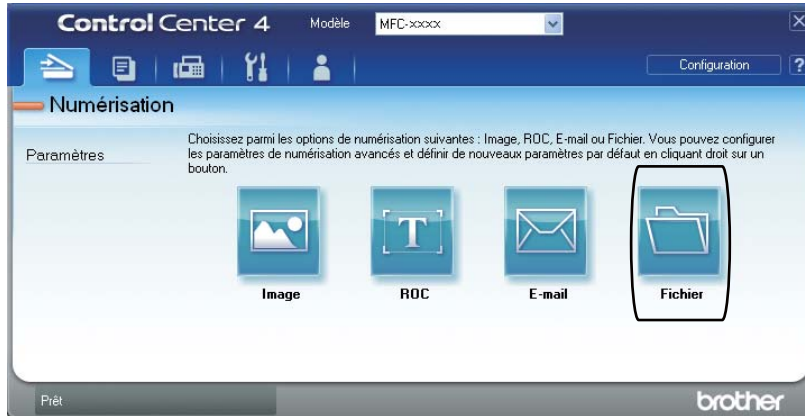 Control Center 4 Modèle MFC-xxxx X
Configuration ?
Numérisation
Paramètres
Choisissez parmi les options de numérisation suivantes : Image, ROC, E-mail ou Fichier. Vous pouvez configurer
les paramètres de numérisation avancés et définir de nouveaux paramètres par défaut en cliquant droit sur un
bouton.
T
Image ROC E-mail Fichier
Prêt brother